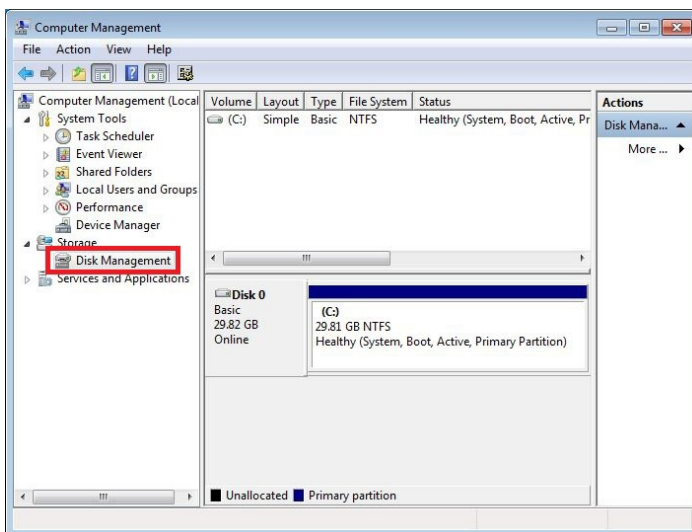 Computer Management
File Action View Help
Computer Management (Local
System Tools
Task Scheduler
Event Viewer
Shared Folders
Local Users and Groups
Performance
Device Manager
Storage
Disk Management
Services and Applications
Volume Layout Type File System Status
(C:) Simple Basic NTFS Healthy (System, Boot, Active, Pr
Disk 0
Basic
29.82 GB
Online
(C:)
29.81 GB NTFS
Healthy (System, Boot, Active, Primary Partition)
Unallocated Primary partition
Actions
Disk Mana...
More ...